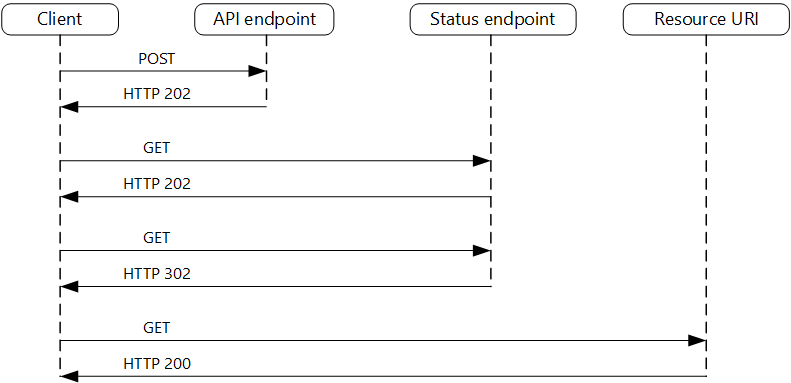 Client API endpoint Status endpoint Resource URI
POST
HTTP 202
GET
HTTP 202
GET
HTTP 302
GET
HTTP 200